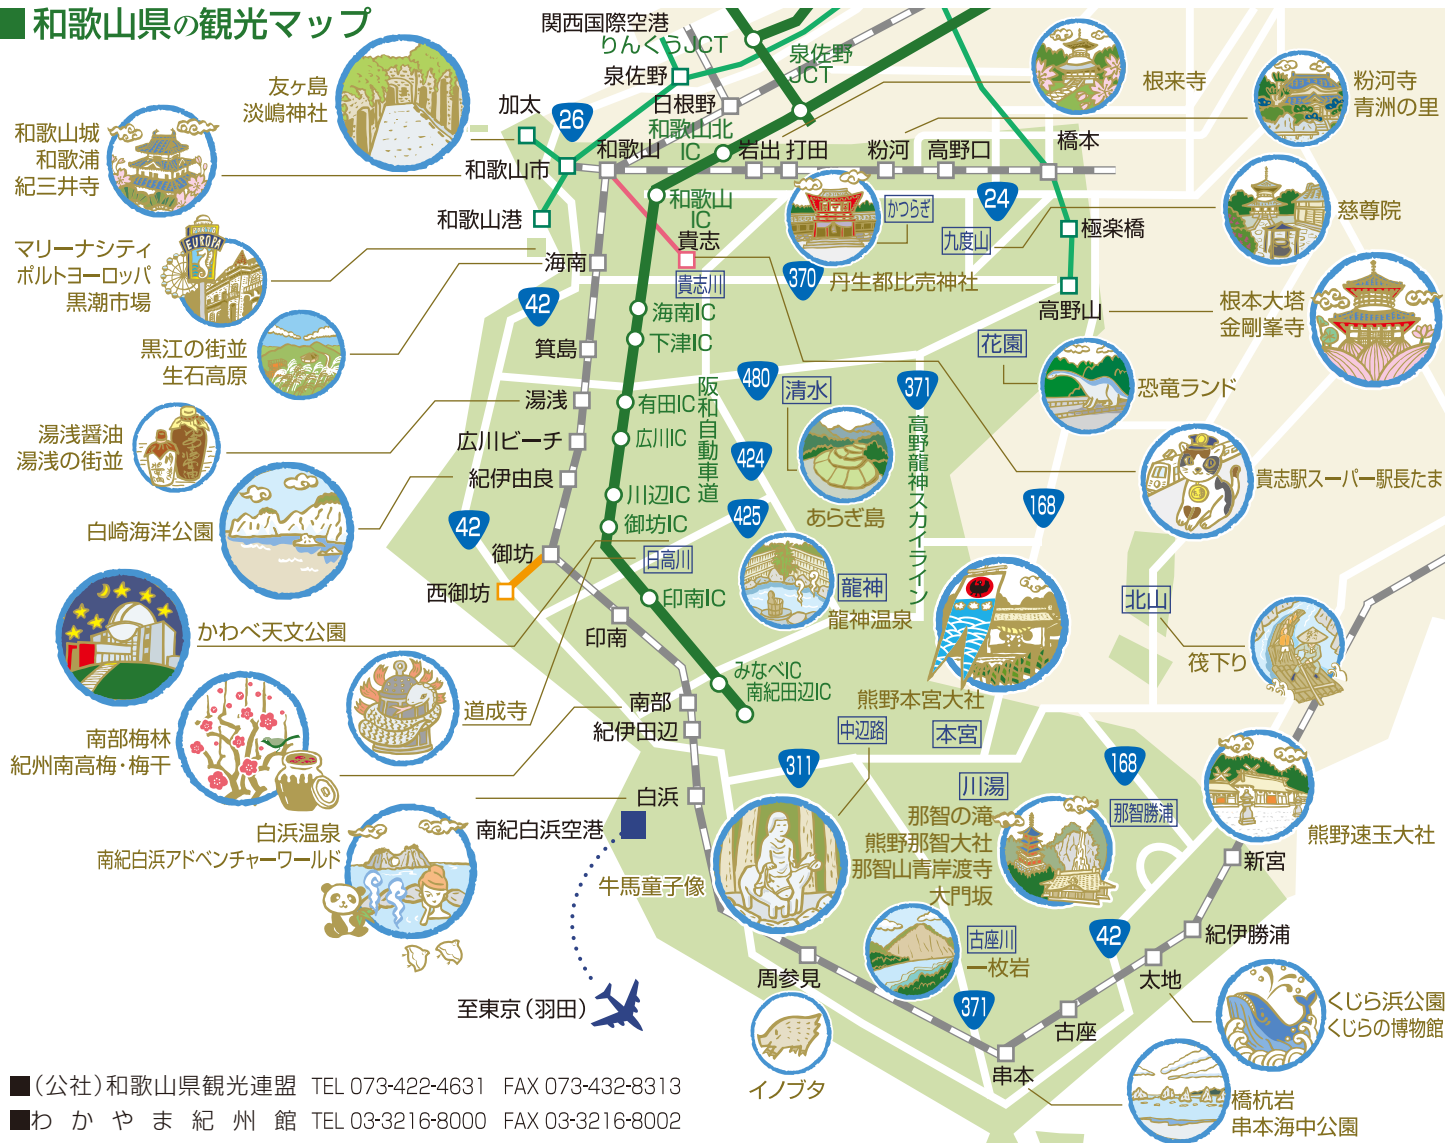 ■和歌山県の観光マップ
関西国際空港
りんくうJCT
泉佐野
JCT
泉佐野
日根野
友ヶ島
淡嶋神社
加太
26
和歌山北
IC
根来寺
粉河寺
青洲の里
和歌山城
和歌浦
紀三井寺
和歌山市
和歌山
岩出
打田
粉河
高野口
橋本
和歌山港
和歌山
IC
貴志
かつらぎ
24
九度山
極楽橋
慈尊院
マリーナシティ
ポルトヨーロッパ
黒潮市場
EUROPA
海南
貴志川
370
丹生都比売神社
高野山
根本大塔
金剛峯寺
42
海南IC
下津IC
黒江の街並
生石高原
箕島
花園
恐竜ランド
480
清水
371
湯浅
有田IC
阪和自動車道
湯浅醤油
湯浅の街並
広川ビーチ
広川IC
424
高野龍神スカイライン
紀伊由良
川辺IC
あらぎ島
貴志駅スーパー駅長たま
白崎海洋公園
42
御坊IC
425
168
御坊
日高川
西御坊
印南IC
龍神
龍神温泉
北山
かわべ天文公園
印南
筏下り
みなべIC
南紀田辺IC
熊野本宮大社
道成寺
南部
紀伊田辺
中辺路
本宮
南部梅林
紀州南高梅・梅干
311
168
白浜
川湯
那智勝浦
南紀白浜空港
那智の滝
熊野那智大社
那智山青岸渡寺
大門坂
熊野速玉大社
白浜温泉
南紀白浜アドベンチャーワールド
新宮
牛馬童子像
古座川
一枚岩
42
紀伊勝浦
周参見
太地
至東京(羽田)
371
古座
くじら浜公園
くじらの博物館
イノブタ
串本
橋杭岩
串本海中公園
■(公社)和歌山県観光連盟 TEL 073-422-4631 FAX 073-432-8313
■わかやま紀州館 TEL 03-3216-8000 FAX 03-3216-8002